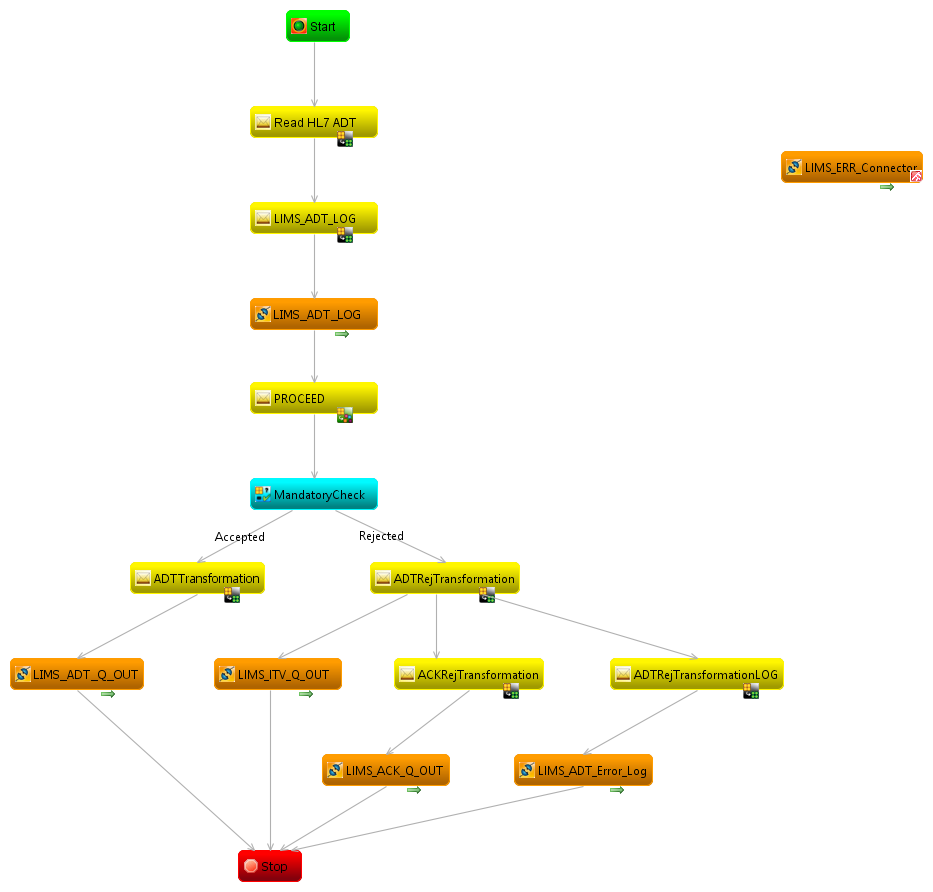 Start
Read HL7 ADT
LIMS_ERR_Connector
LIMS_ADT_LOG
LIMS_ADT_LOG
PROCEED
MandatoryCheck
Accepted
Rejected
ADTTransformation
ADTRejTransformation
LIMS_ADT_Q_OUT
LIMS_ITV_Q_OUT
ACKRejTransformation
ADTRejTransformationLOG
LIMS_ACK_Q_OUT
LIMS_ADT_Error_Log
Stop